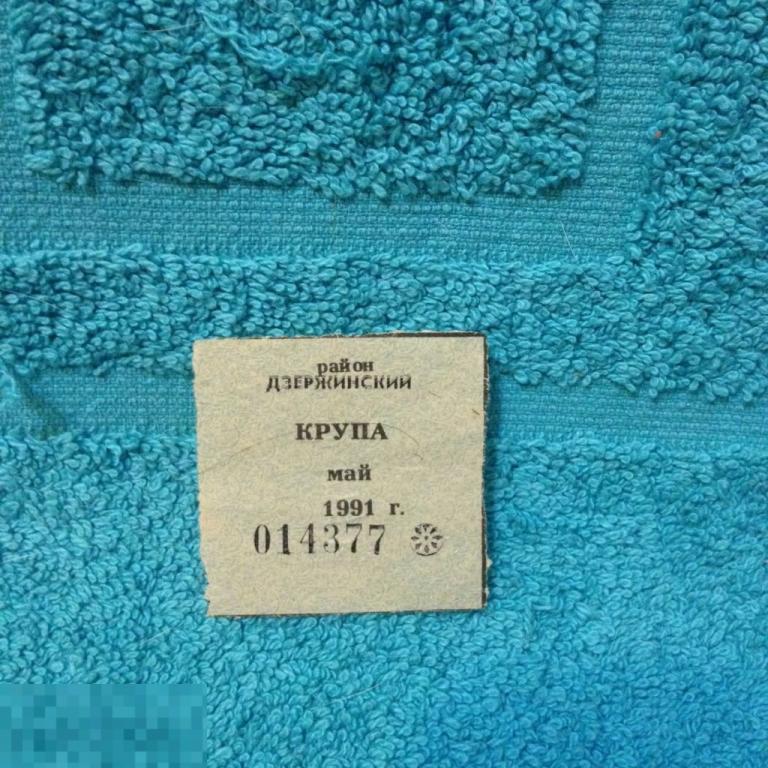 район
ДЗЕРЖИНСКИЙ
КРУПА
май
1991 г.
014377